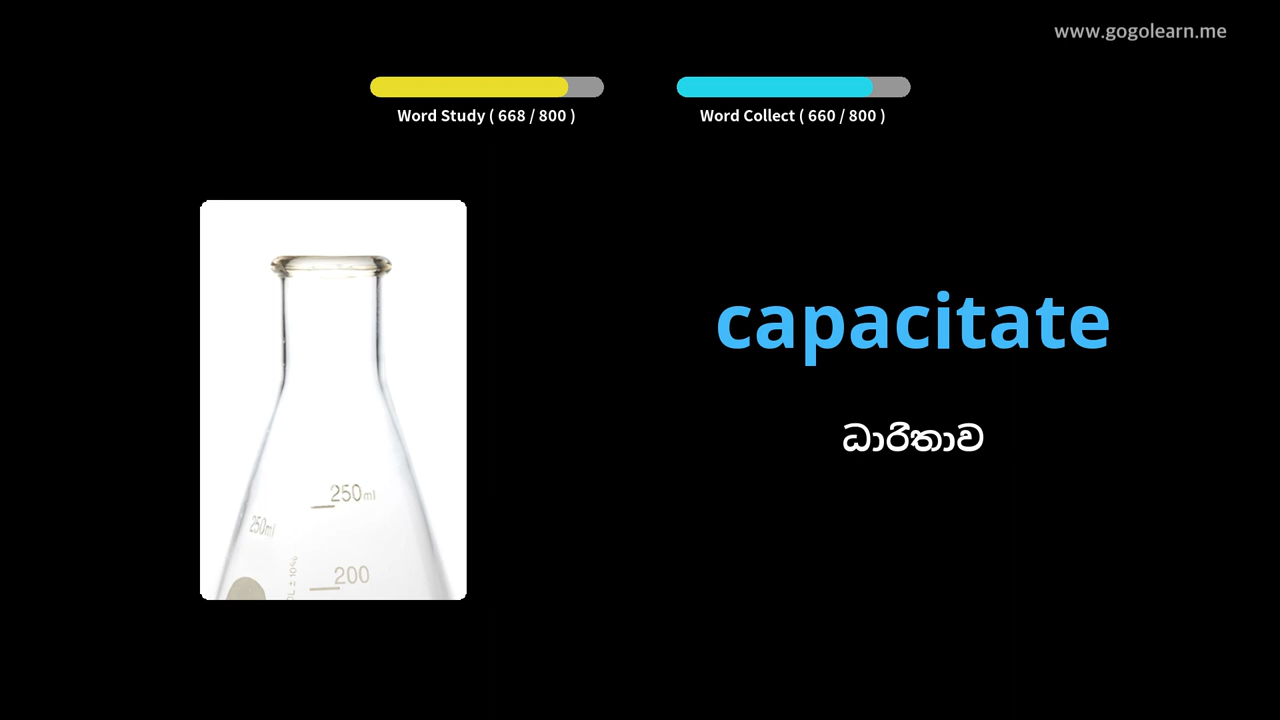 www.gogolearn.me
Word Study ( 668 / 800 )
Word Collect ( 660 / 800 )
capacitate
ධාරිතාව
250ml
250ml
200